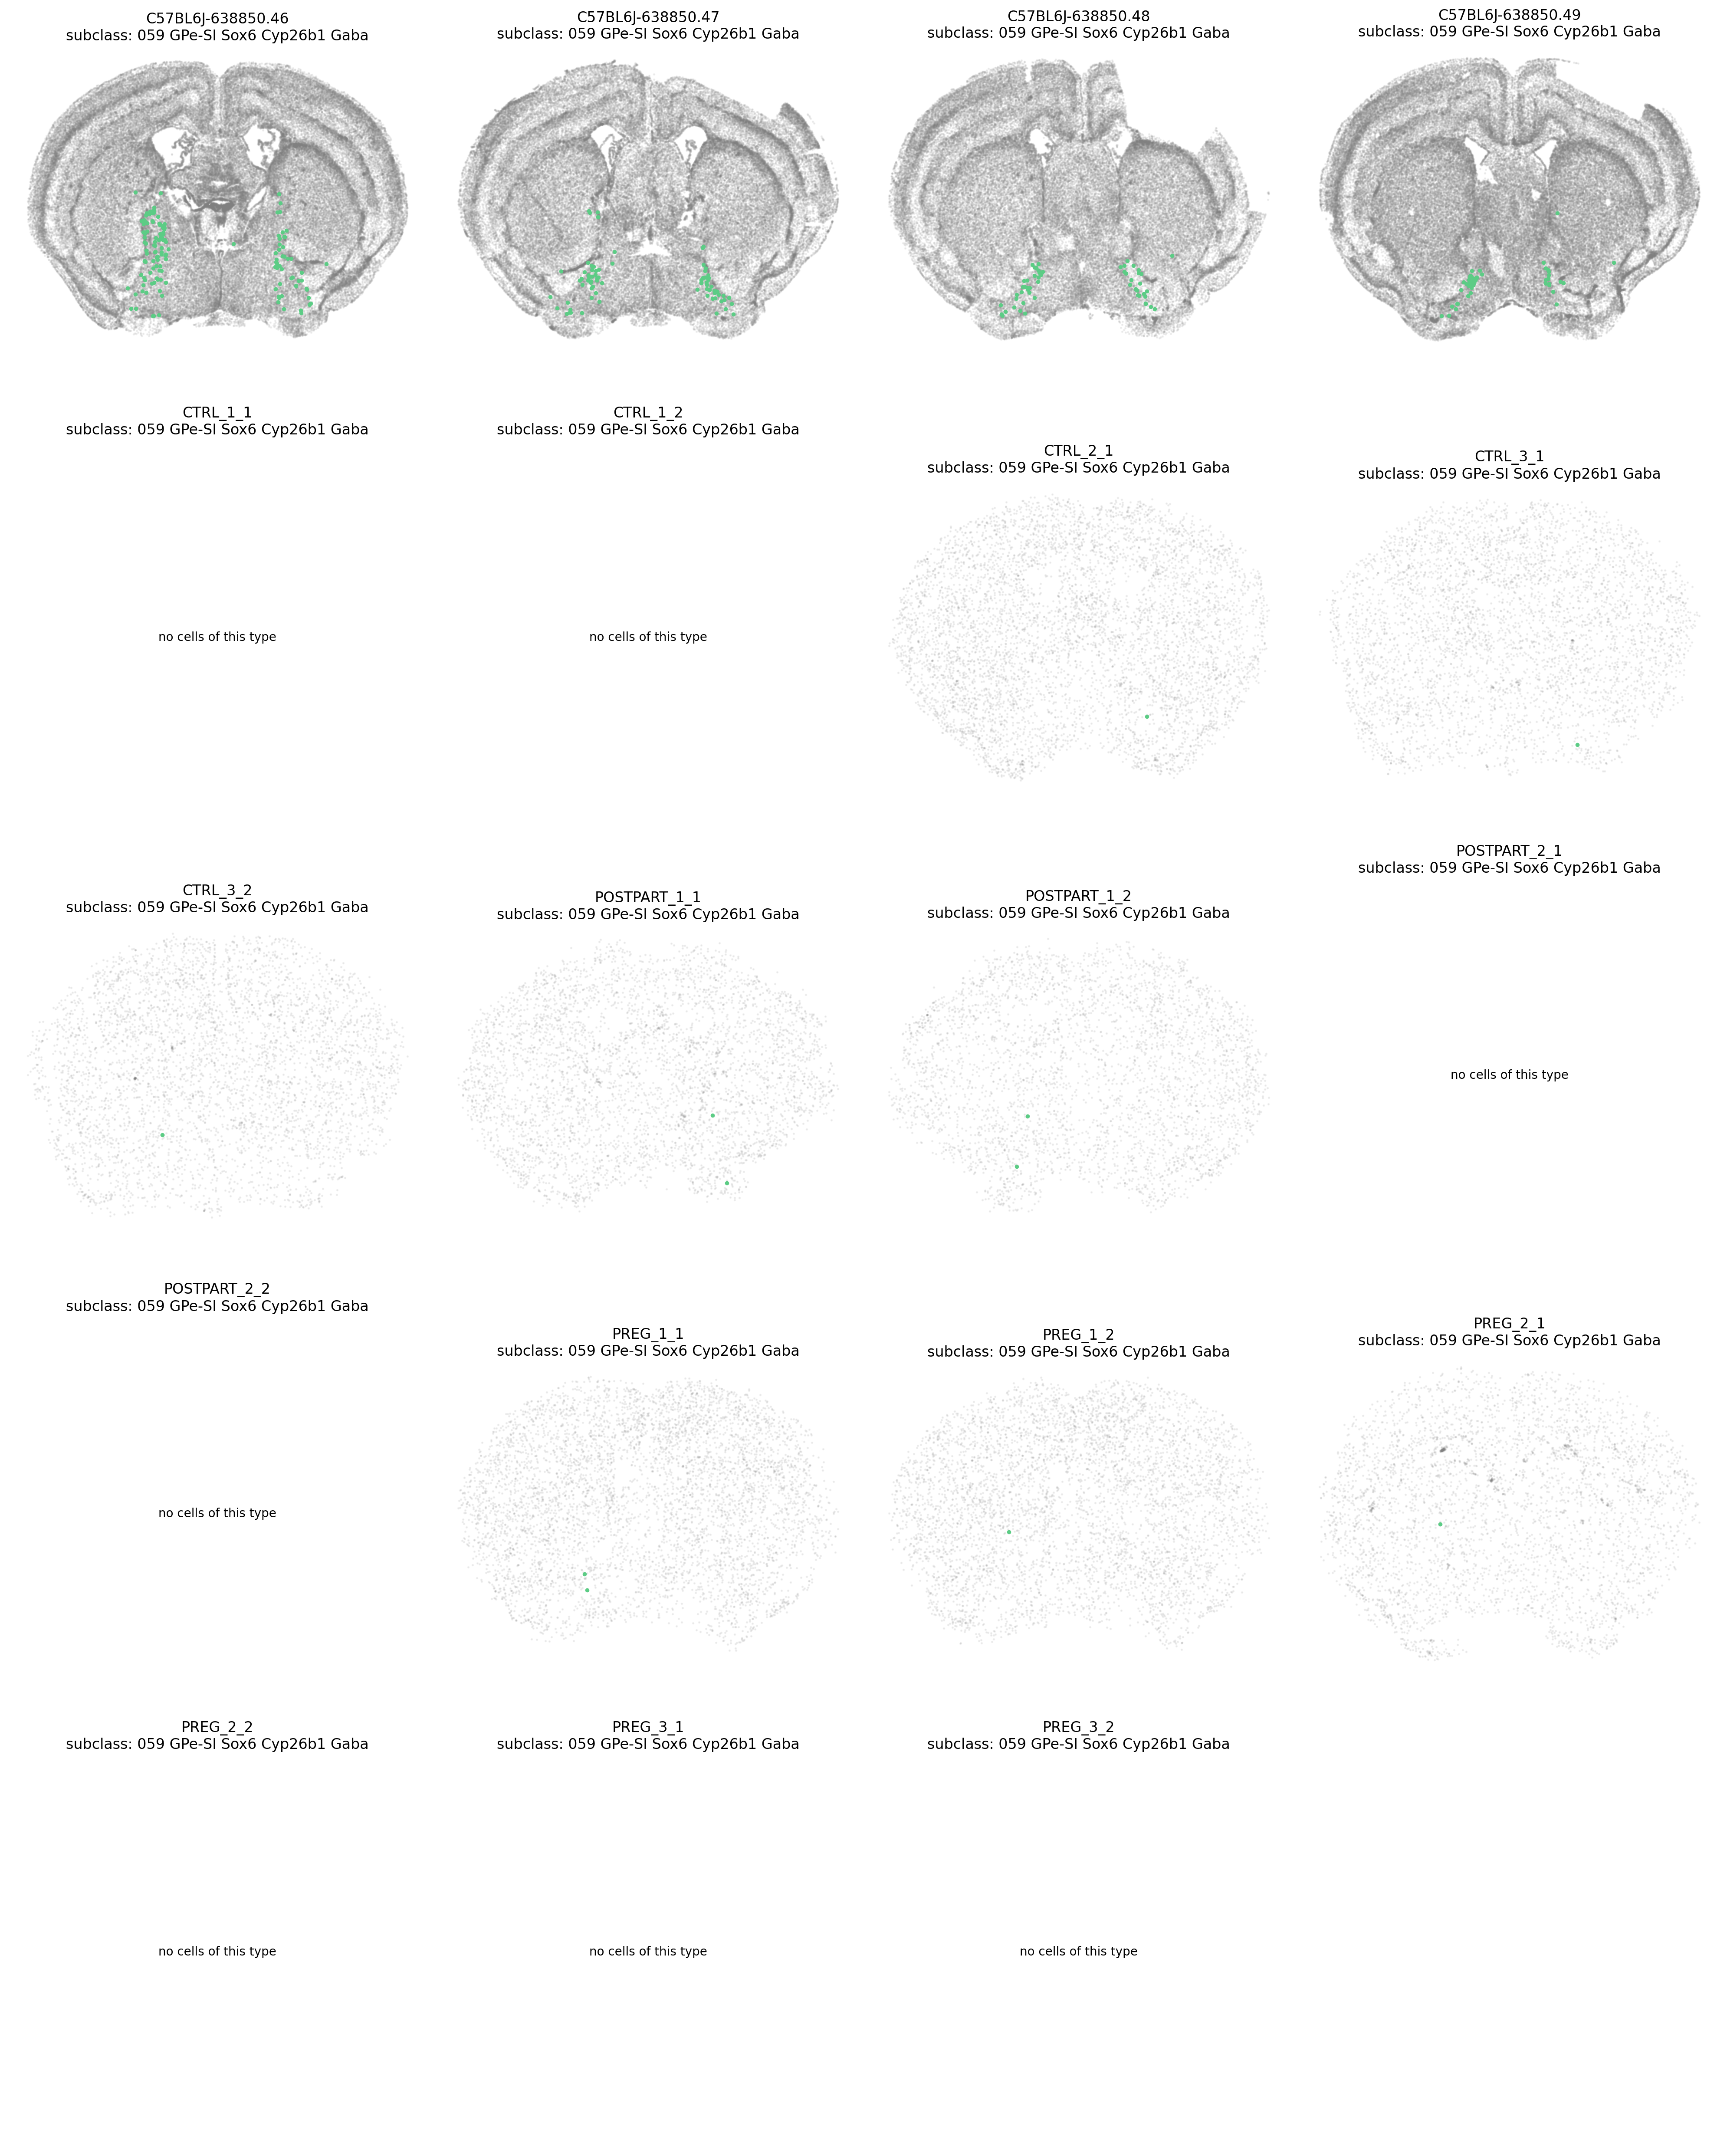 C57BL6J-638850.46
subclass: 059 GPe-SI Sox6 Cyp26b1 Gaba
C57BL6J-638850.47
subclass: 059 GPe-SI Sox6 Cyp26b1 Gaba
C57BL6J-638850.48
subclass: 059 GPe-SI Sox6 Cyp26b1 Gaba
C57BL6J-638850.49
subclass: 059 GPe-SI Sox6 Cyp26b1 Gaba
CTRL_1_1
subclass: 059 GPe-SI Sox6 Cyp26b1 Gaba
no cells of this type
CTRL_1_2
subclass: 059 GPe-SI Sox6 Cyp26b1 Gaba
no cells of this type
CTRL_2_1
subclass: 059 GPe-SI Sox6 Cyp26b1 Gaba
CTRL_3_1
subclass: 059 GPe-SI Sox6 Cyp26b1 Gaba
CTRL_3_2
subclass: 059 GPe-SI Sox6 Cyp26b1 Gaba
POSTPART_1_1
subclass: 059 GPe-SI Sox6 Cyp26b1 Gaba
POSTPART_1_2
subclass: 059 GPe-SI Sox6 Cyp26b1 Gaba
POSTPART_2_1
subclass: 059 GPe-SI Sox6 Cyp26b1 Gaba
no cells of this type
POSTPART_2_2
subclass: 059 GPe-SI Sox6 Cyp26b1 Gaba
no cells of this type
PREG_1_1
subclass: 059 GPe-SI Sox6 Cyp26b1 Gaba
PREG_1_2
subclass: 059 GPe-SI Sox6 Cyp26b1 Gaba
PREG_2_1
subclass: 059 GPe-SI Sox6 Cyp26b1 Gaba
PREG_2_2
subclass: 059 GPe-SI Sox6 Cyp26b1 Gaba
no cells of this type
PREG_3_1
subclass: 059 GPe-SI Sox6 Cyp26b1 Gaba
no cells of this type
PREG_3_2
subclass: 059 GPe-SI Sox6 Cyp26b1 Gaba
no cells of this type